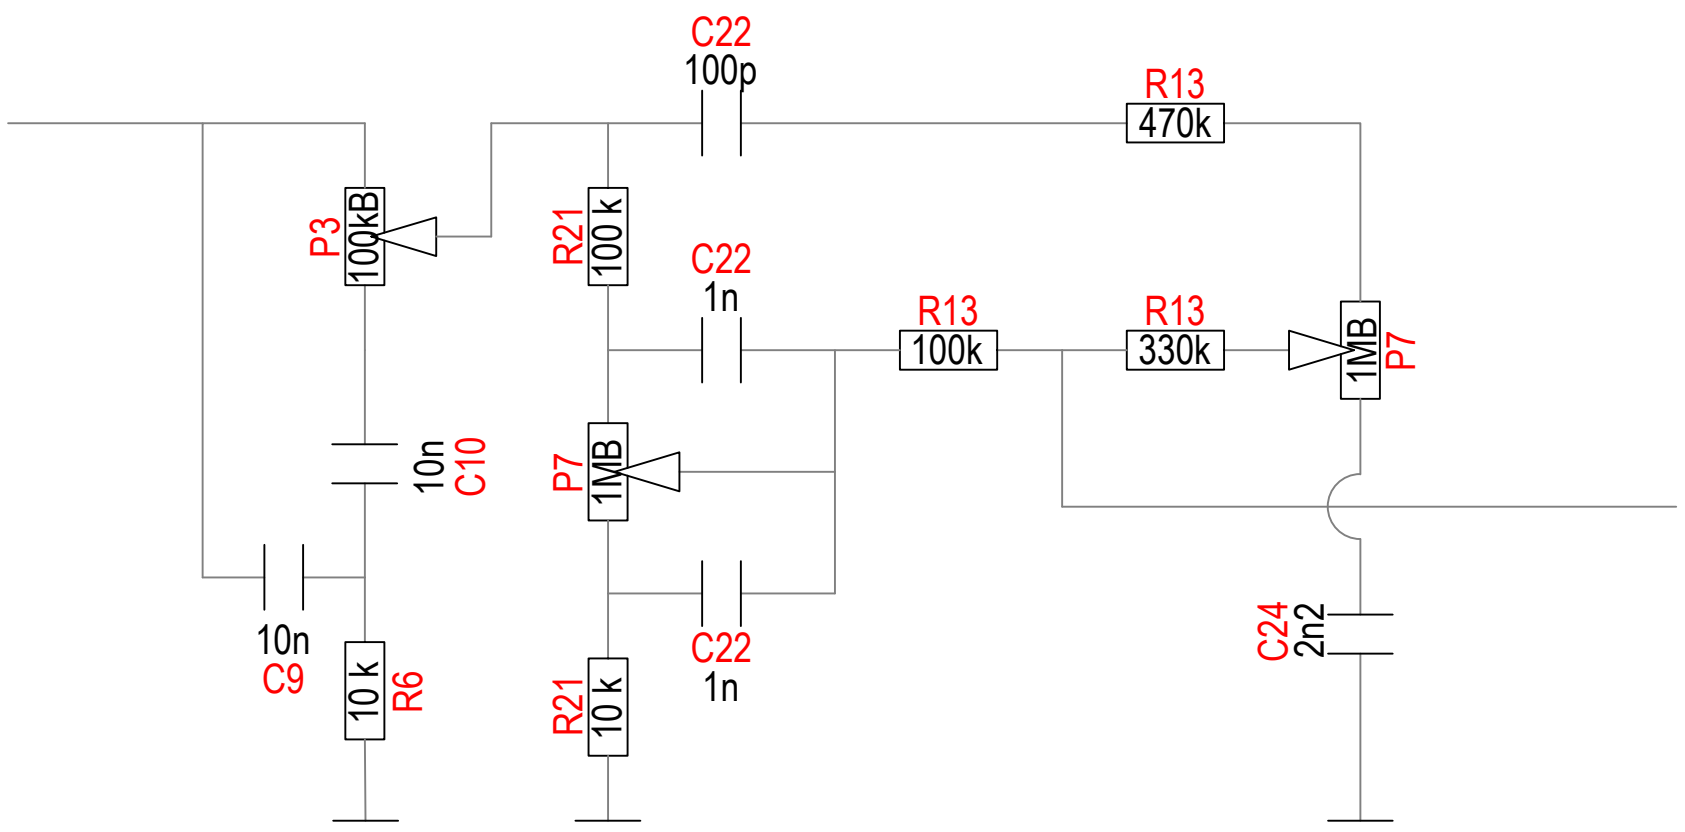 C22
100p
R13
470k
P3
100kB
R21
100 k
C22
1n
R13
100k
R13
330k
1MB
P7
10n
C10
P7
1MB
10n
C9
10 k
R6
R21
10 k
C22
1n
C24
2n2